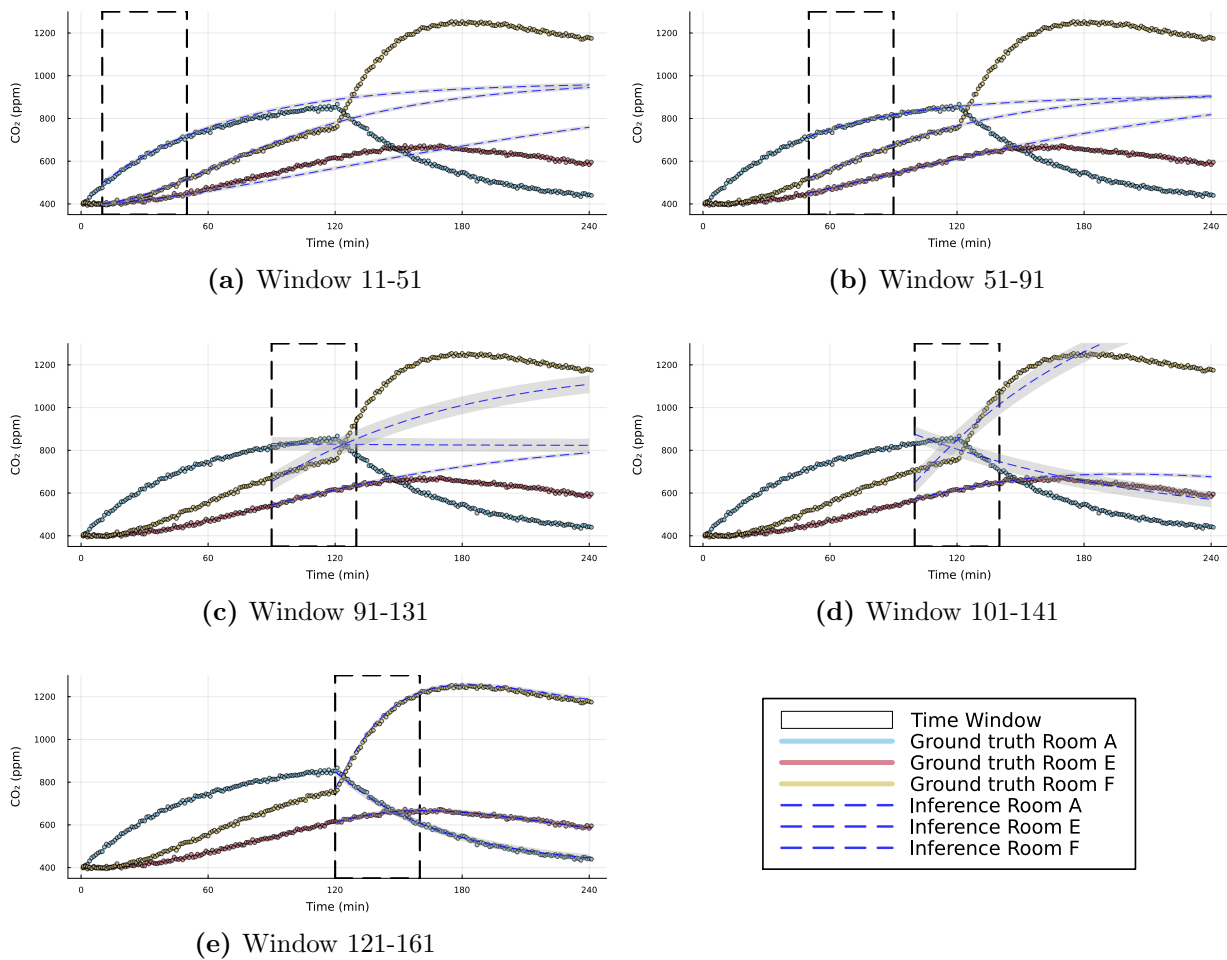 1200
1000
800
600
400
CO₂ (ppm)
0 60 120 180 240
Time (min)
(a) Window 11-51
1200
1000
800
600
400
CO₂ (ppm)
0 60 120 180 240
Time (min)
(b) Window 51-91
1200
1000
800
600
400
CO₂ (ppm)
0 60 120 180 240
Time (min)
(c) Window 91-131
1200
1000
800
600
400
CO₂ (ppm)
0 60 120 180 240
Time (min)
(d) Window 101-141
1200
1000
800
600
400
CO₂ (ppm)
0 60 120 180 240
Time (min)
(e) Window 121-161
Time Window
Ground truth Room A
Ground truth Room E
Ground truth Room F
Inference Room A
Inference Room E
Inference Room F